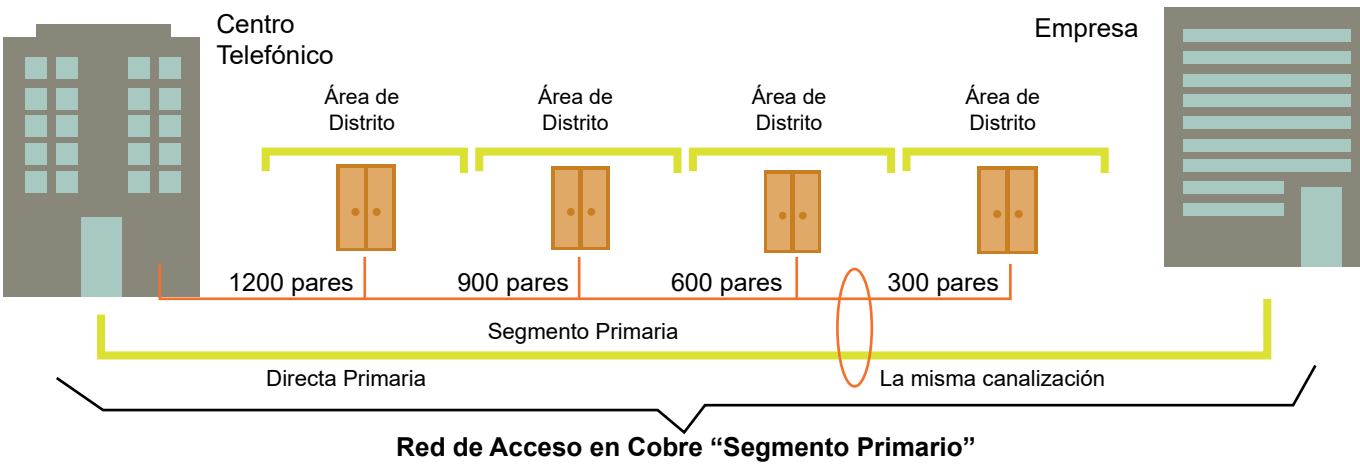 Centro
Telefónico
Empresa
Área de
Distrito
Área de
Distrito
Área de
Distrito
Área de
Distrito
1200 pares
900 pares
600 pares
300 pares
Segmento Primaria
Directa Primaria
La misma canalización
Red de Acceso en Cobre “Segmento Primario”